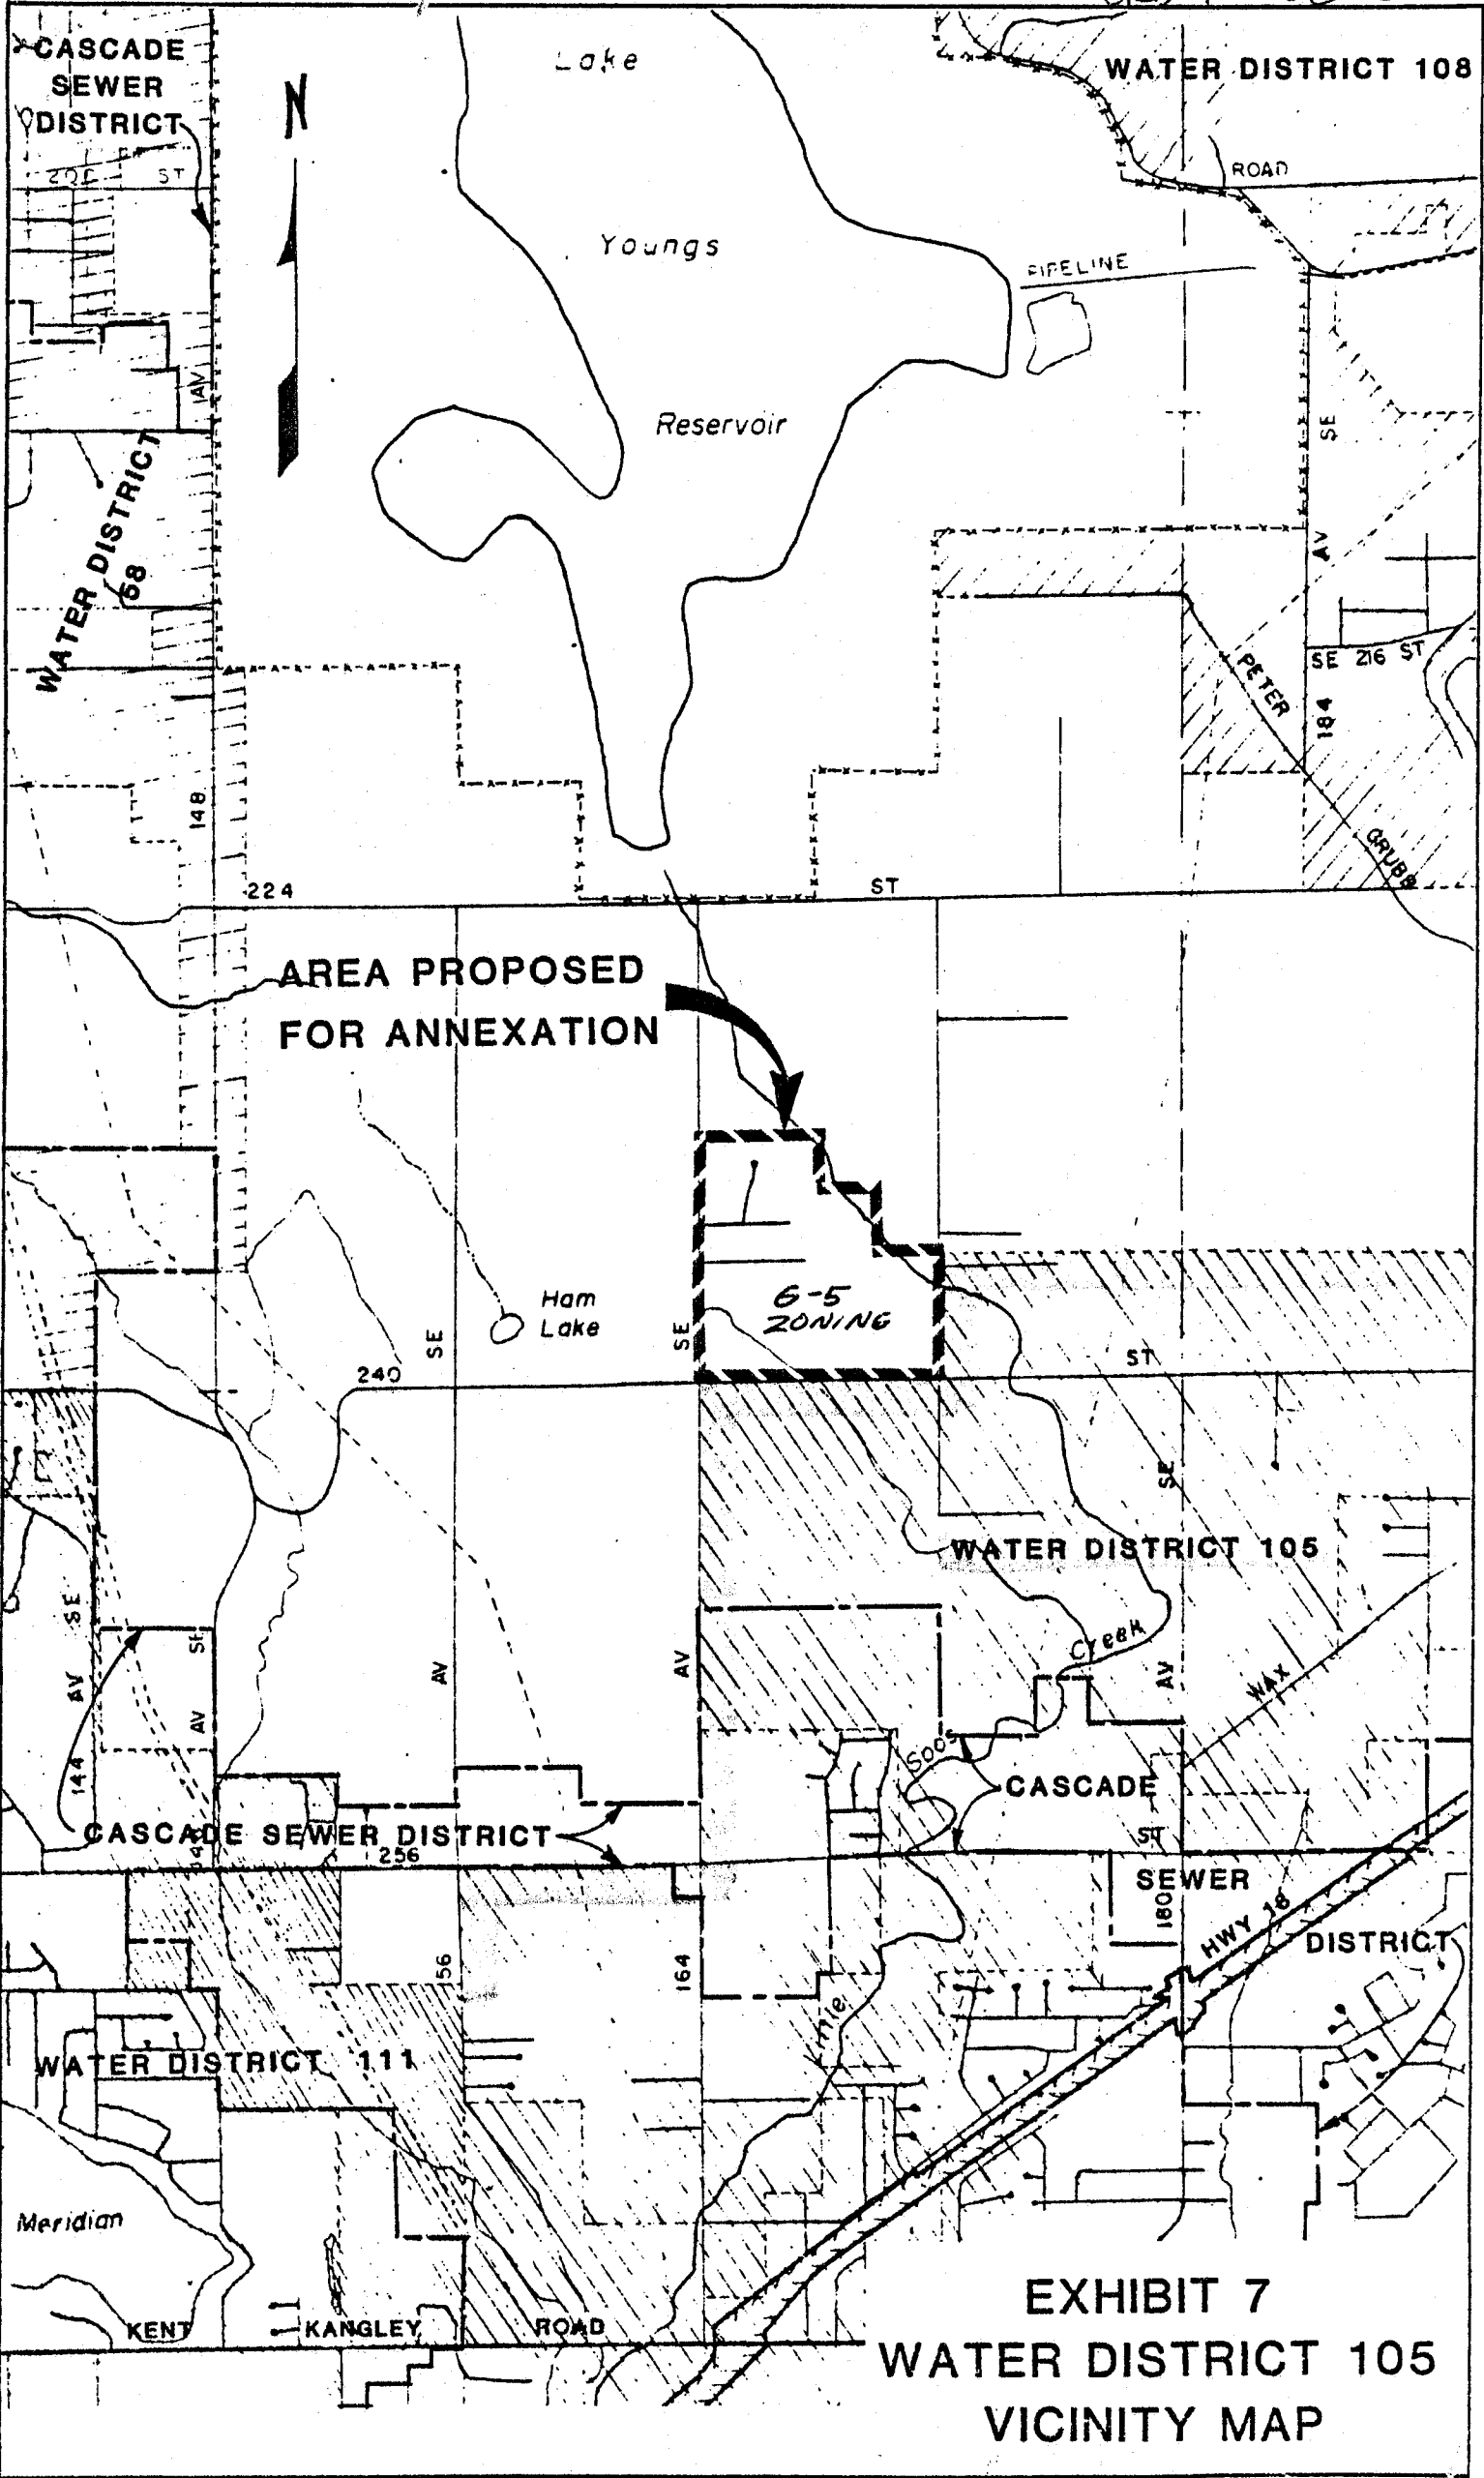 CASCADE
SEWER
DISTRICT
ST
N
Lake
Youngs
Reservoir
WATER DISTRICT 108
ROAD
PIPELINE
AV
WATER DISTRICT
58
SE
AV
SE 216 ST
PETER
184
GRUBB
148
224
ST
AREA PROPOSED
FOR ANNEXATION
Ham
Lake
SE
SE
G-5
ZONING
240
ST
SE
WATER DISTRICT 105
SE
AV
144
SE
AV
AV
AV
Creek
AV
WAX
Soos
CASCADE
CASCADE SEWER DISTRICT
256
ST
SEWER
180
HWY 18
DISTRICT
156
164
WATER DISTRICT 111
Meridian
KENT
KANGLEY
ROAD
EXHIBIT 7
WATER DISTRICT 105
VICINITY MAP